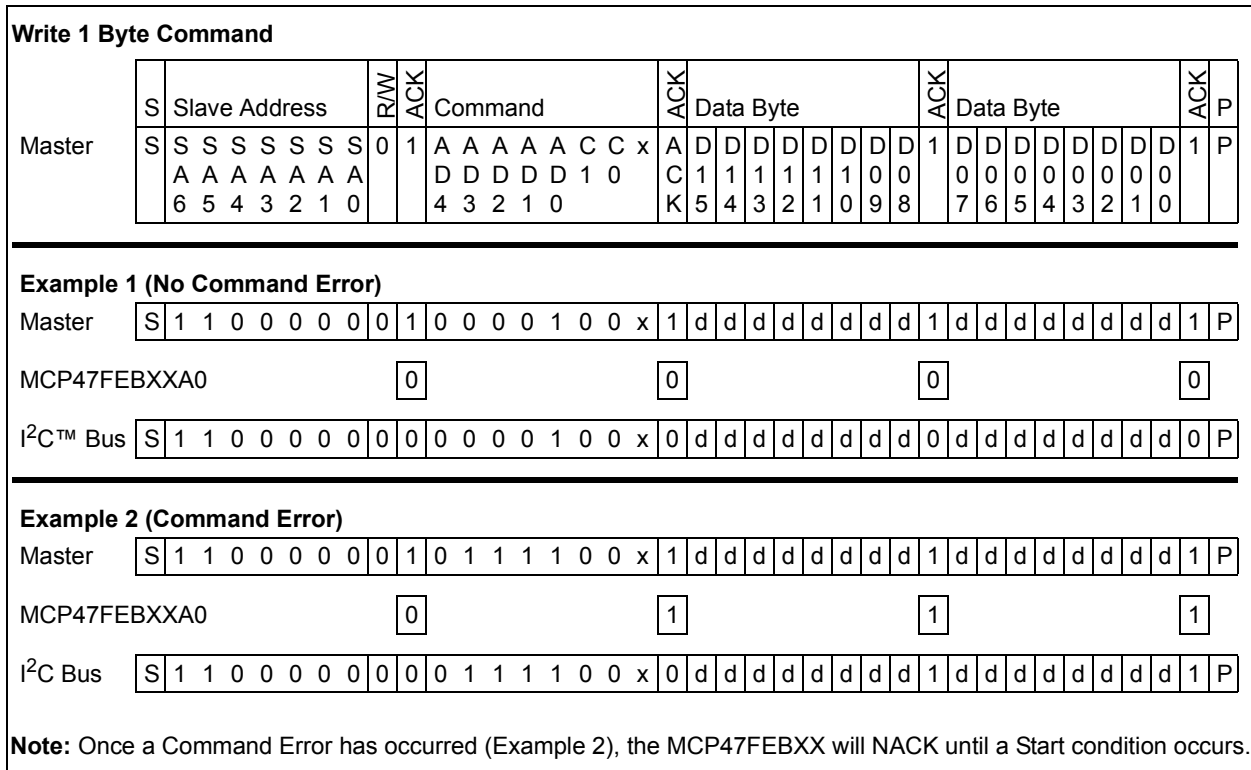 Write 1 Byte Command
S Slave Address R/W ACK Command ACK Data Byte ACK Data Byte ACK P
Master S S S S S S S S 0 1 A A A A A C C x A D D D D D D D D 1 D D D D D D D D 1 P
A A A A A A A D D D D D 1 0 C 1 1 1 1 1 1 0 0 0 0 0 0 0 0 0 0
6 5 4 3 2 1 0 4 3 2 1 0 K 5 4 3 2 1 0 9 8 7 6 5 4 3 2 1 0
Example 1 (No Command Error)
Master S 1 1 0 0 0 0 0 0 1 0 0 0 0 1 0 0 x 1 d d d d d d d d 1 d d d d d d d d 1 P
MCP47FEBXXA0 0 0 0 0
I2C™ Bus S 1 1 0 0 0 0 0 0 0 0 0 0 0 1 0 0 x 0 d d d d d d d d 0 d d d d d d d d 0 P
Example 2 (Command Error)
Master S 1 1 0 0 0 0 0 0 1 0 1 1 1 1 0 0 x 1 d d d d d d d d 1 d d d d d d d d 1 P
MCP47FEBXXA0 0 1 1 1
I2C Bus S 1 1 0 0 0 0 0 0 0 0 1 1 1 1 0 0 x 0 d d d d d d d d 1 d d d d d d d d 1 P
Note: Once a Command Error has occurred (Example 2), the MCP47FEBXX will NACK until a Start condition occurs.